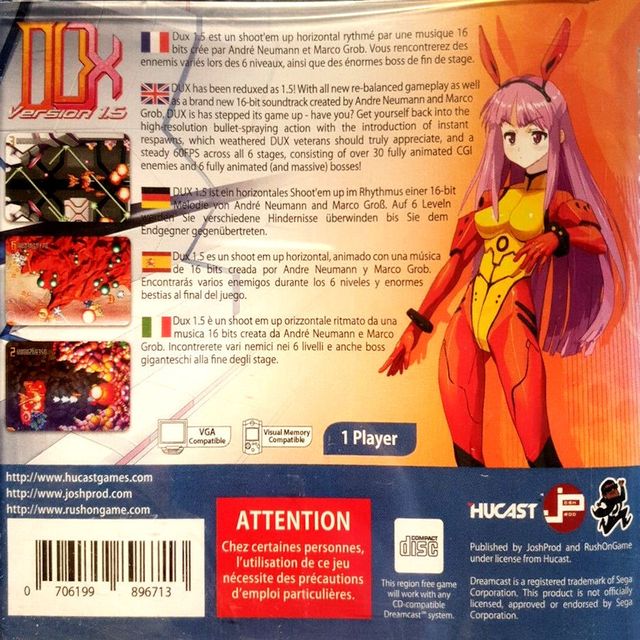 DUX
Version 1.5
Dux 1.5 est un shoot'em up horizontal rythmé par une musique 16
bits crée par André Neumann et Marco Grob. Vous rencontrerez des
ennemis variés lors des 6 niveaux, ainsi que des énormes boss de fin de stage.
DUX has been reduxed as 1.5! With all new re-balanced gameplay as well
as a brand new 16-bit soundtrack created by Andre Neumann and Marco
Grob. DUX is has stepped its game up - have you? Get yourself back into the
high-resolution bullet-spraying action with the introduction of instant
respawns, which weathered DUX veterans should truly appreciate, and a
steady 60FPS across all 6 stages, consisting of over 30 fully animated CGI
enemies and 6 fully animated (and massive) bosses!
DUX 1.5 ist ein horizontales Shoot'em up im Rhythmus einer 16-bit
Melodie von André Neumann and Marco Groß. Auf 6 Leveln
werden Sie verschiedene Hindernisse überwinden bis Sie dem
Endgegner gegenübertreten.
Dux 1.5 es un shoot em up horizontal, animado con una música
de 16 bits creada por Andre Neumann y Marco Grob.
Encontrarás varios enemigos durante los 6 niveles y enormes
bestias al final del juego.
Dux 1.5 è un shoot em up orizzontale ritmato da una
musica 16 bits creata da André Neumann e Marco
Grob. Incontrerete vari nemici nei 6 livelli e anche boss
giganteschi alla fine degli stage.
VGA
Compatible
Visual Memory
Compatible
1 Player
http://www.hucastgames.com
http://www.joshprod.com
http://www.rushongame.com
0 706199 896713
ATTENTION
Chez certaines personnes,
l'utilisation de ce jeu
nécessite des précautions
d'emploi particulières.
COMPACT
disc
This region free game
will work with any
CD-compatible
Dreamcast™ system.
HUCAST
JOSH
PROD
Published by JoshProd and RushOnGame
under license from Hucast.
Dreamcast is a registered trademark of Sega
Corporation. This product is not officially
licensed, approved or endorsed by Sega
Corporation.